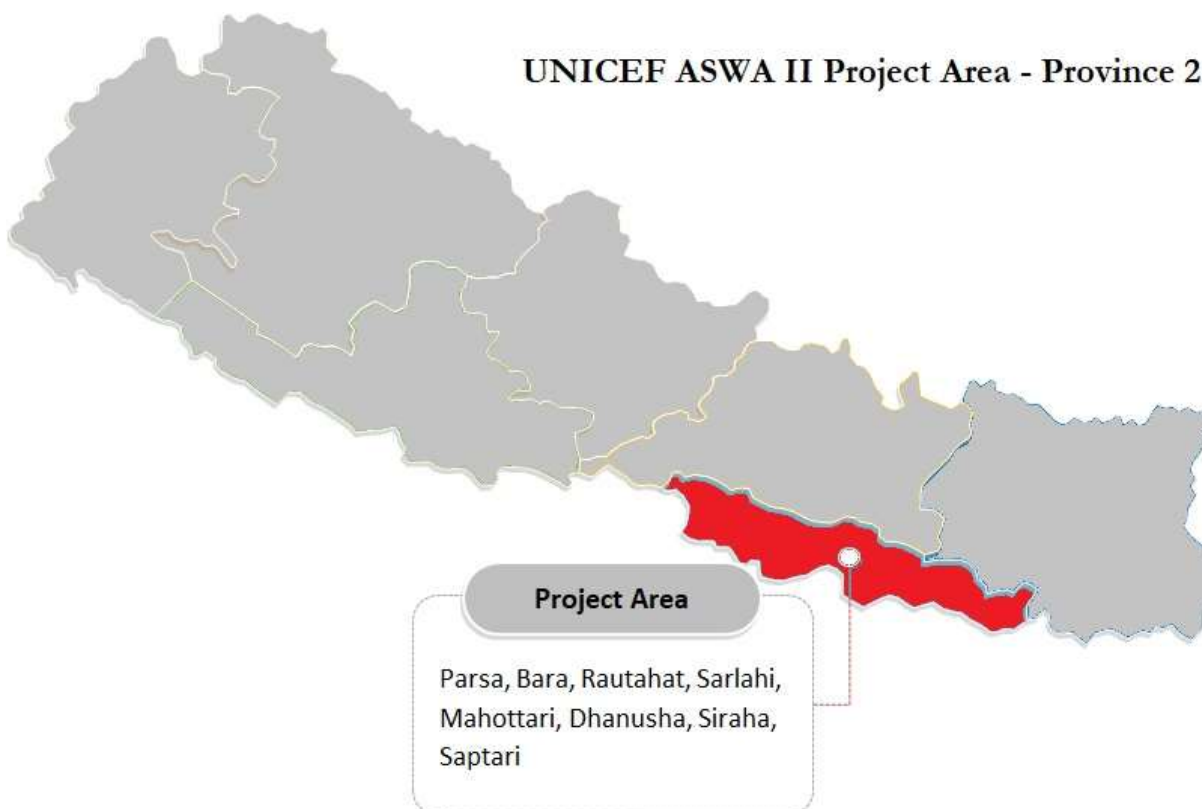 UNICEF ASWA II Project Area - Province 2
Project Area
Parsa, Bara, Rautahat, Sarlahi,
Mahottari, Dhanusha, Siraha,
Saptari